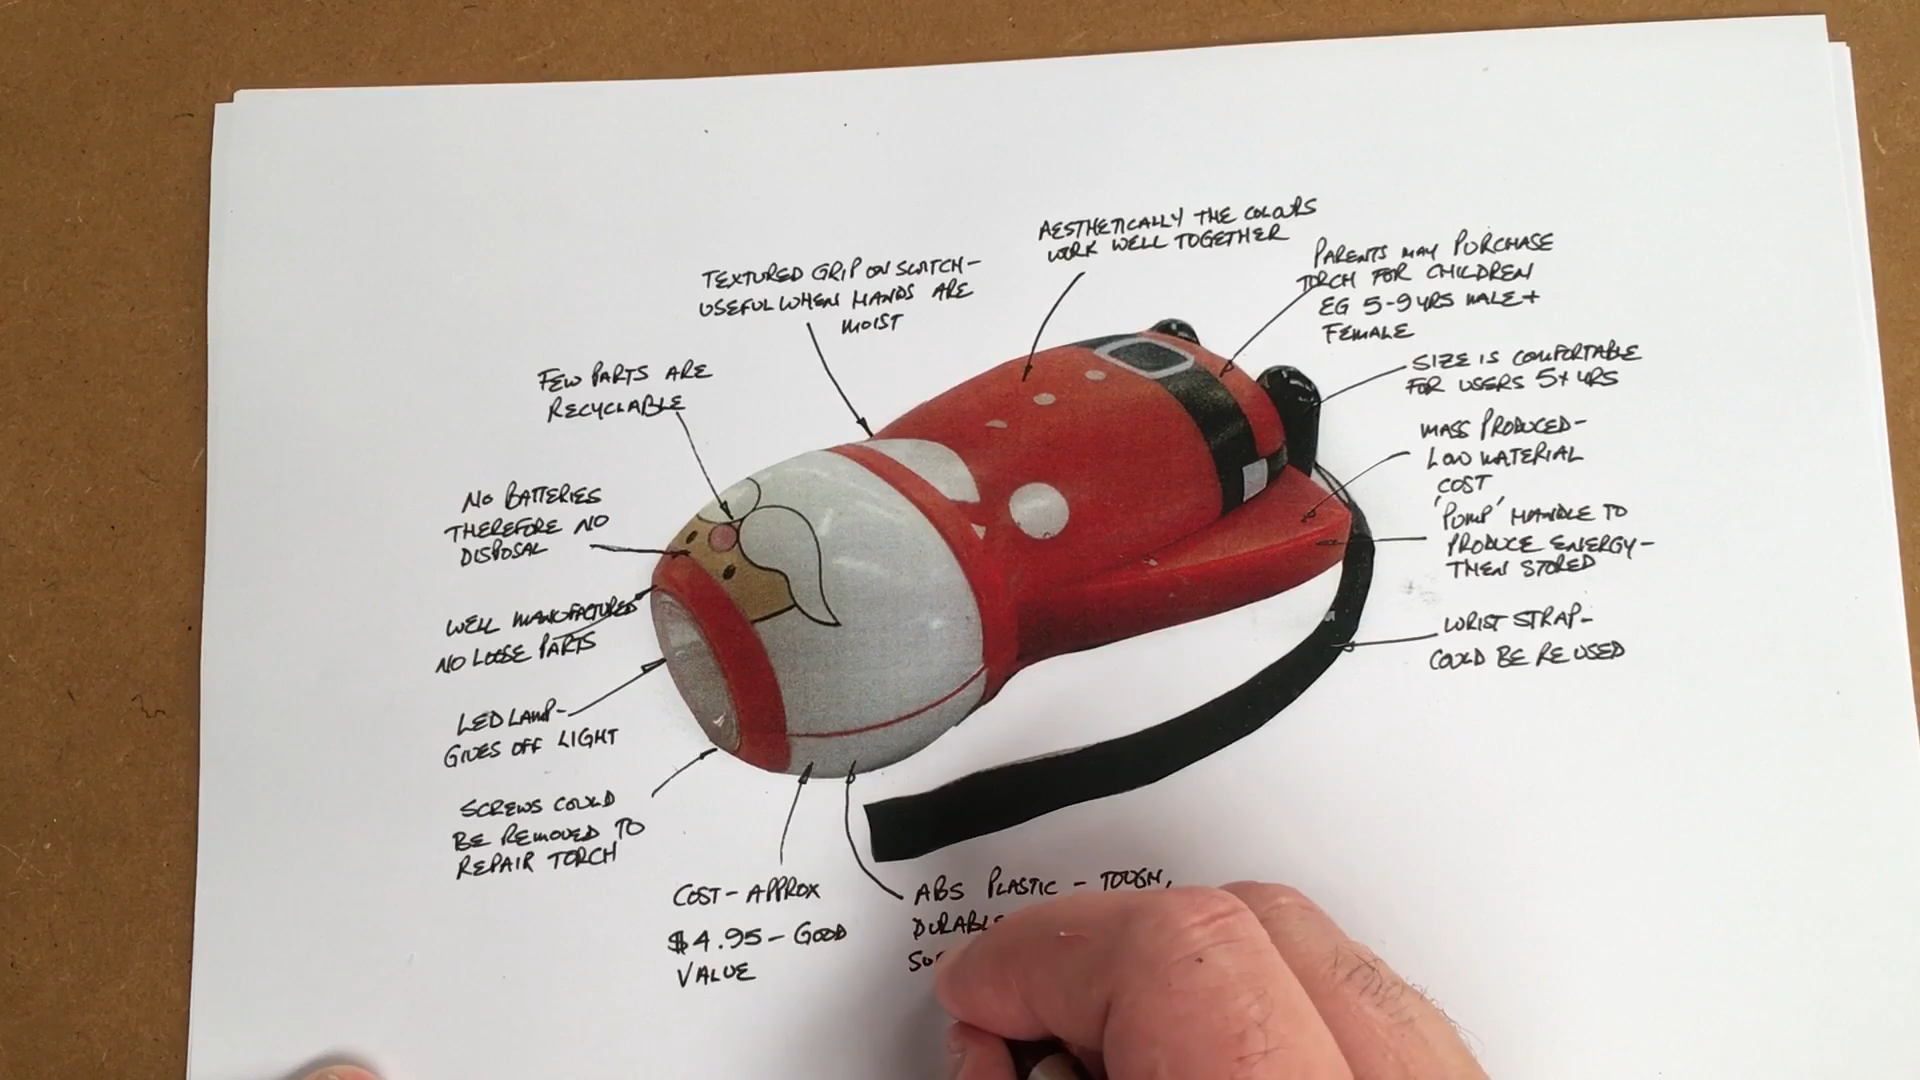 AESTHETICALLY THE COLOURS
WORK WELL TOGETHER
PARENTS MAY PURCHASE
TORCH FOR CHILDREN
EG 5-9 YRS MALE +
FEMALE
TEXTURED GRIP ON SWITCH -
USEFUL WHEN HANDS ARE
MOIST
SIZE IS COMFORTABLE
FOR USERS 5+ YRS
FEW PARTS ARE
RECYCLABLE
MASS PRODUCED -
LOW MATERIAL
COST
NO BATTERIES
THEREFORE NO
DISPOSAL
'PUMP' HANDLE TO
PRODUCE ENERGY -
THEN STORED
WELL MANUFACTURED
NO LOOSE PARTS
WRIST STRAP -
COULD BE REUSED
LED LAMP -
GIVES OFF LIGHT
SCREWS COULD
BE REMOVED TO
REPAIR TORCH
COST - APPROX
$4.95 - GOOD
VALUE
ABS PLASTIC - TOUGH,
DURABLE